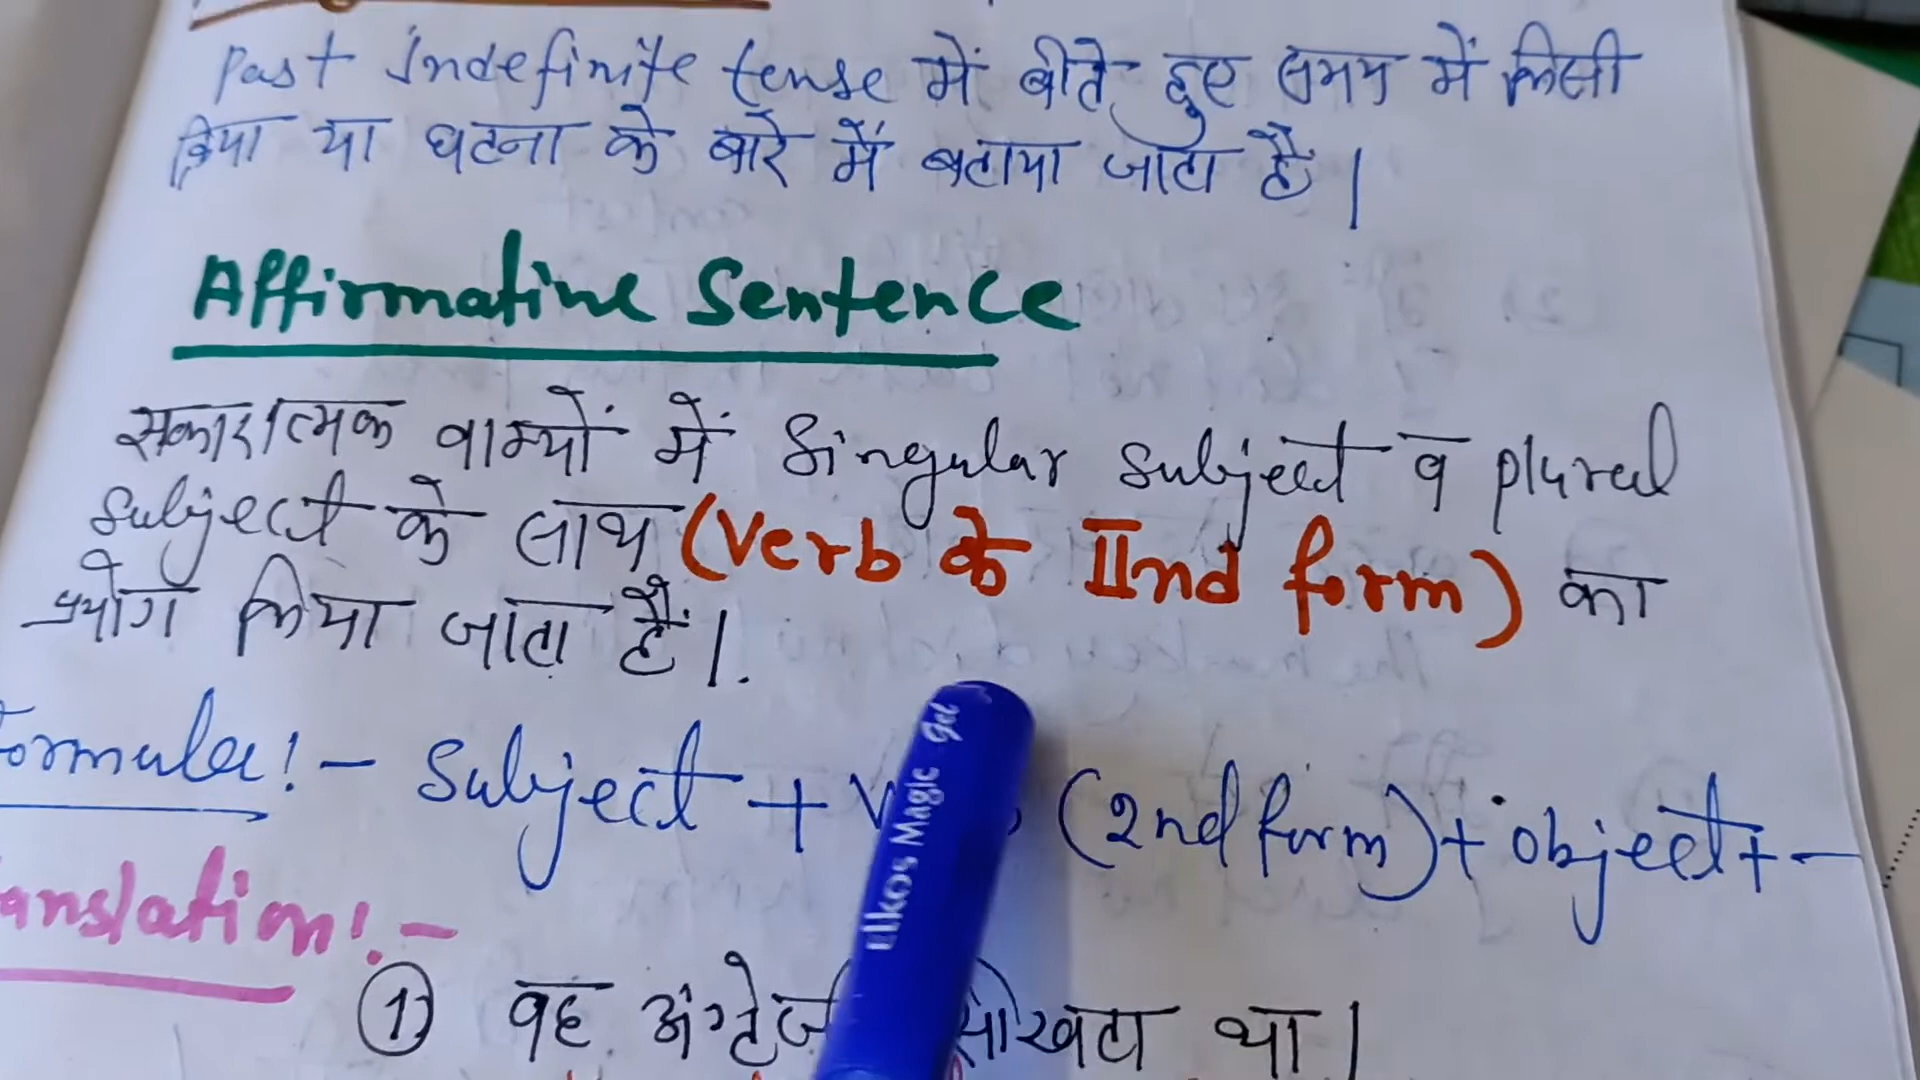 Past Indefinite tense में बीते हुए समय में किसी
क्रिया या घटना के बारे में बताया जाता है।
Affirmative Sentence
सकारात्मक वाक्यों में Singular subject व plural
subject के साथ (Verb के IInd form) का
प्रयोग किया जाता हैं।.
ormula!- Subject + V (2nd form) + object + -
anslation!-
① वह अंग्रेजी सीखता था।
Elkos Magic Gel